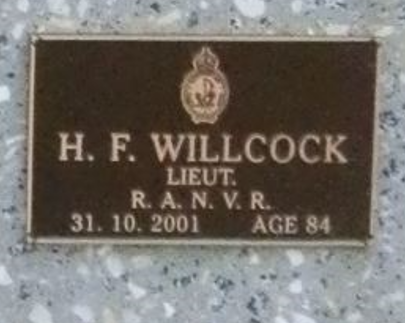 H. F. WILLCOCK
LIEUT.
R. A. N. V. R.
31. 10. 2001 AGE 84